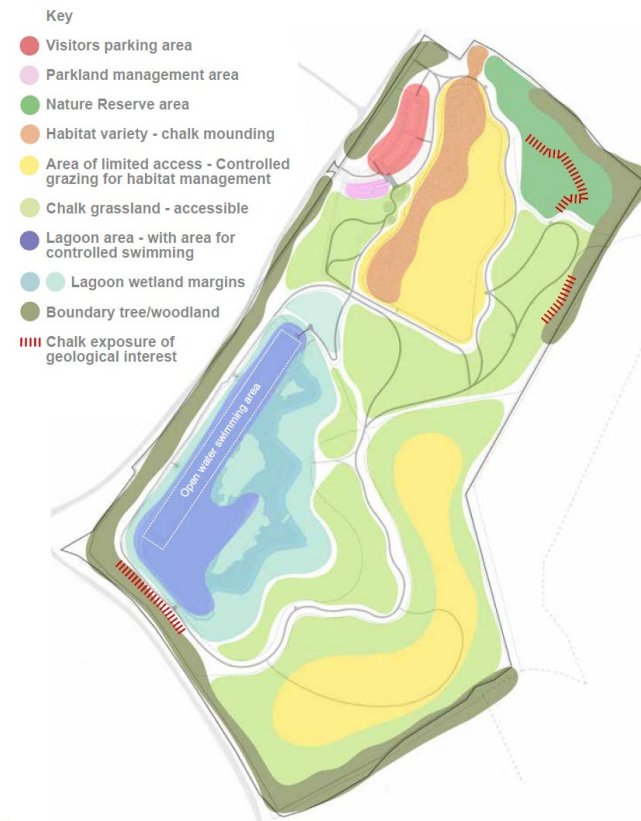 Key
Visitors parking area
Parkland management area
Nature Reserve area
Habitat variety - chalk mounding
Area of limited access - Controlled
grazing for habitat management
Chalk grassland - accessible
Lagoon area - with area for
controlled swimming
Lagoon wetland margins
Boundary tree/woodland
Chalk exposure of
geological interest
Open water swimming area